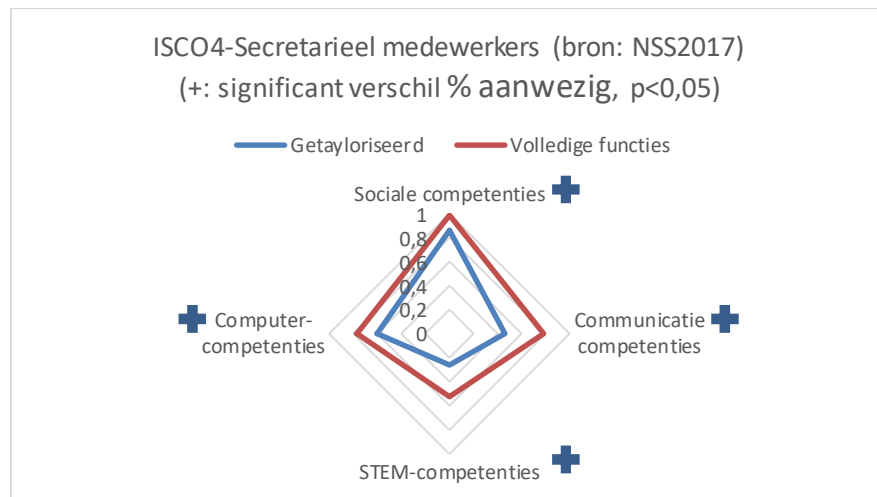 ISCO4-Secretarieel medewerkers (bron: NSS2017)
(+: significant verschil % aanwezig, p<0,05)
Getayloriseerd
Volledige functies
Sociale competenties
1
0,8
0,6
0,4
0,2
0
Computer-
competenties
Communicatie
competenties
STEM-competenties